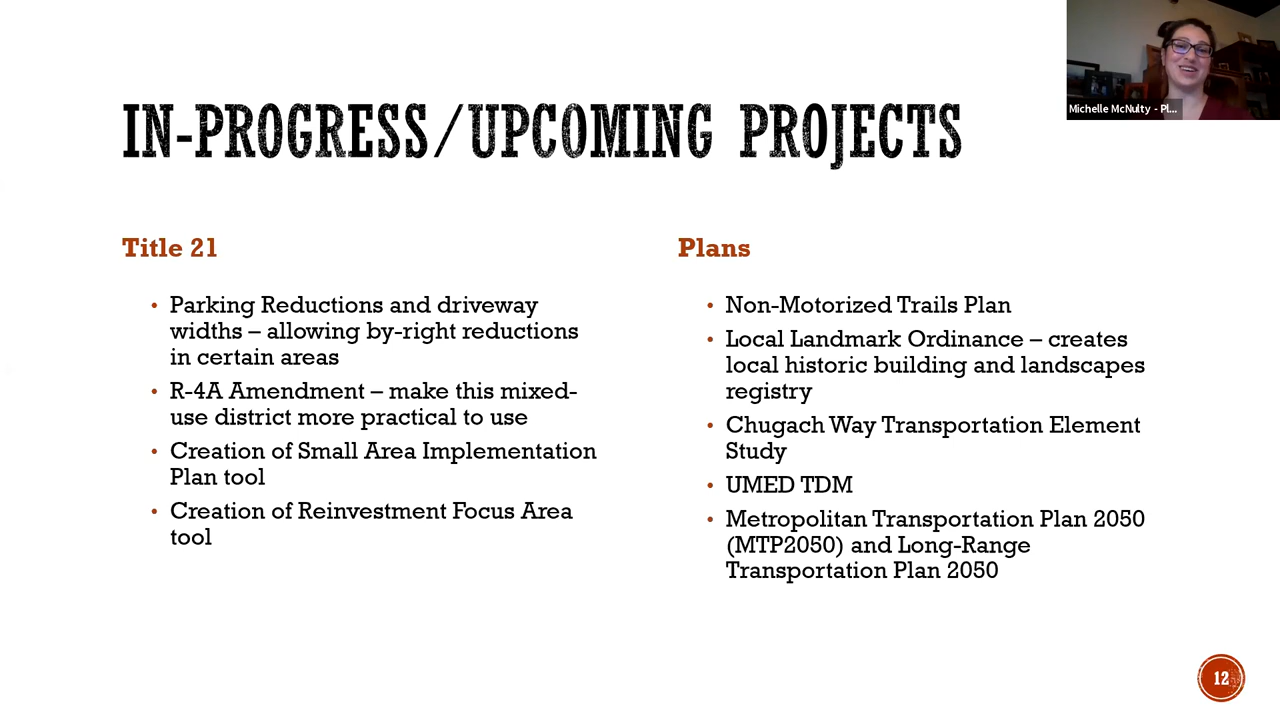 Michelle McNulty - Pl...
IN-PROGRESS/UPCOMING PROJECTS
Title 21
• Parking Reductions and driveway
widths – allowing by-right reductions
in certain areas
• R-4A Amendment – make this mixed-
use district more practical to use
• Creation of Small Area Implementation
Plan tool
• Creation of Reinvestment Focus Area
tool
Plans
• Non-Motorized Trails Plan
• Local Landmark Ordinance – creates
local historic building and landscapes
registry
• Chugach Way Transportation Element
Study
• UMED TDM
• Metropolitan Transportation Plan 2050
(MTP2050) and Long-Range
Transportation Plan 2050
12